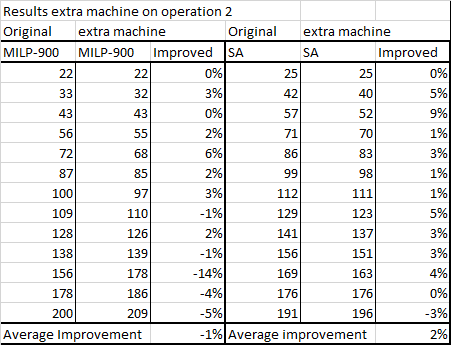 Results extra machine on operation 2
Original extra machine Original extra machine
MILP-900 MILP-900 Improved SA SA Improved
22 22 0% 25 25 0%
33 32 3% 42 40 5%
43 43 0% 57 52 9%
56 55 2% 71 70 1%
72 68 6% 86 83 3%
87 85 2% 99 98 1%
100 97 3% 112 111 1%
109 110 -1% 129 123 5%
128 126 2% 141 137 3%
138 139 -1% 156 151 3%
156 178 -14% 169 163 4%
178 186 -4% 176 176 0%
200 209 -5% 191 196 -3%
Average Improvement -1% Average improvement 2%